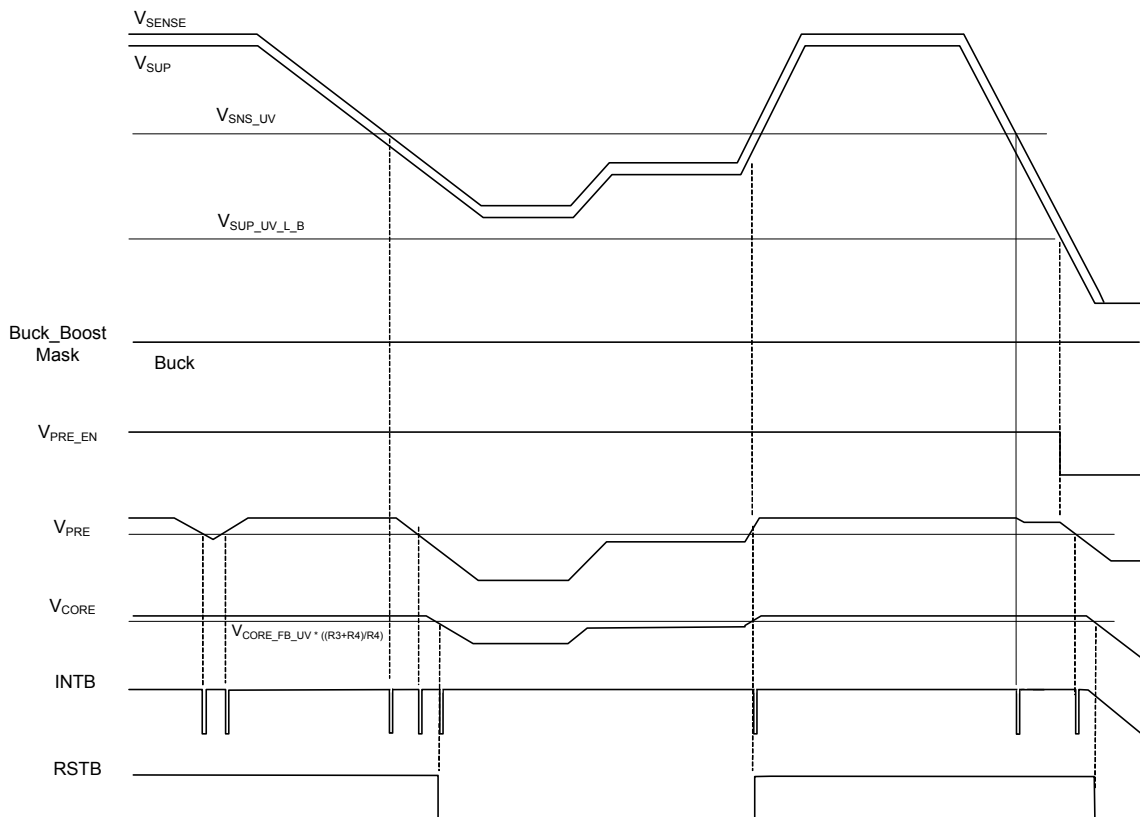 VSENSE
VSUP
VSNS_UV
VSUP_UV_L_B
Buck_Boost
Mask
Buck
VPRE_EN
VPRE
VCORE
VCORE_FB_UV * ((R3+R4)/R4)
INTB
RSTB